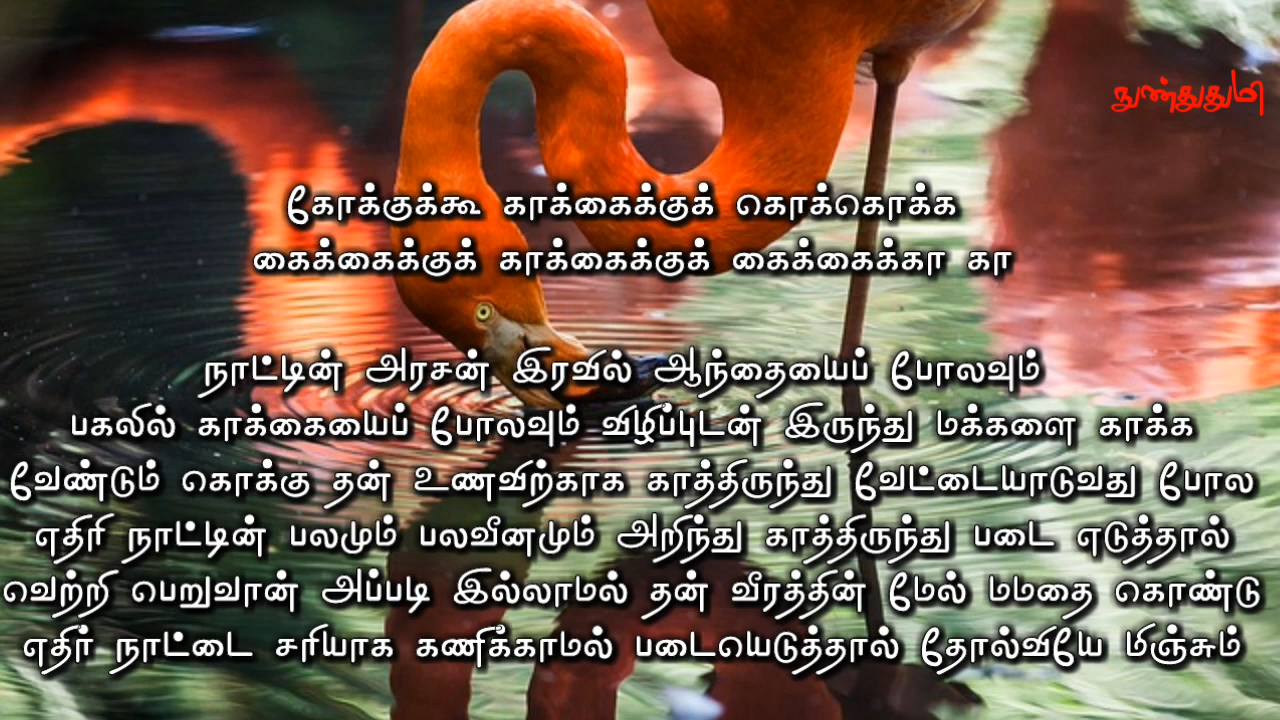 நுண்துதுமி
கோக்குக்கூ காக்கைக்குக் கொக்கொக்க
கைக்கைக்குக் காக்கைக்குக் கைக்கைக்கா கா
நாட்டின் அரசன் இரவில் ஆந்தையைப் போலவும்
பகலில் காக்கையைப் போலவும் விழிப்புடன் இருந்து மக்களை காக்க
வேண்டும் கொக்கு தன் உணவிற்காக காத்திருந்து வேட்டையாடுவது போல
எதிரி நாட்டின் பலமும் பலவீனமும் அறிந்து காத்திருந்து படை எடுத்தால்
வெற்றி பெறுவான் அப்படி இல்லாமல் தன் வீரத்தின் மேல் மமதை கொண்டு
எதிர் நாட்டை சரியாக கணிக்காமல் படையெடுத்தால் தோல்வியே மிஞ்சும்